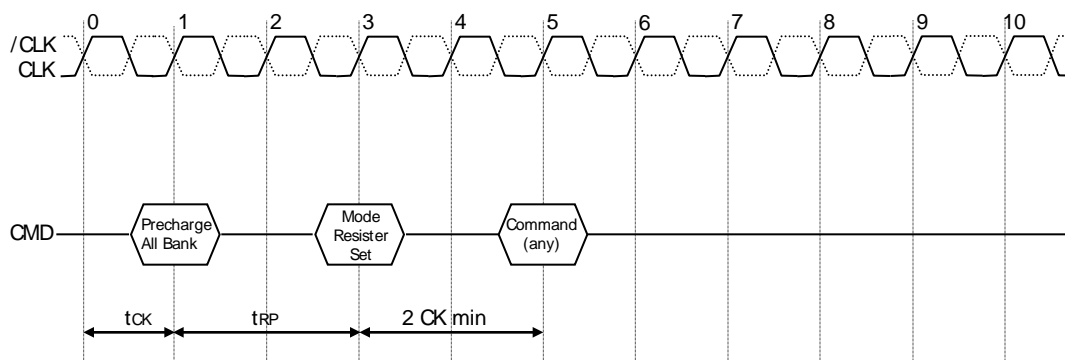 0 1 2 3 4 5 6 7 8 9 10
/CLK
CLK
CMD
Precharge
All Bank
Mode
Resister
Set
Command
(any)
tCK tRP 2 CK min